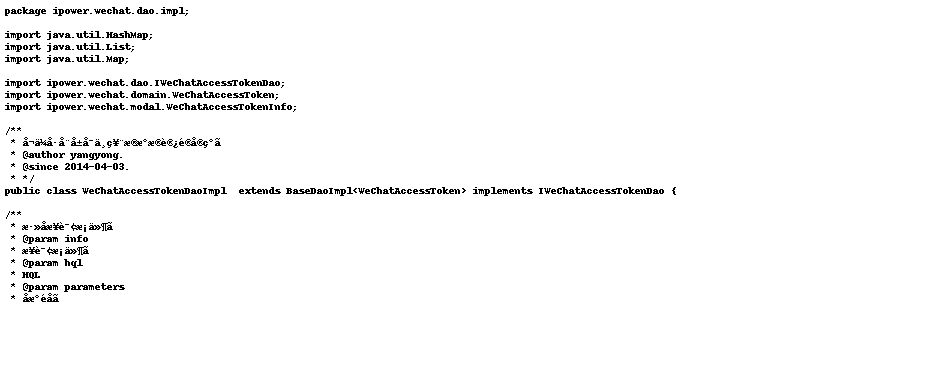 package ipower.wechat.dao.impl;
import java.util.HashMap;
import java.util.List;
import java.util.Map;
import ipower.wechat.dao.IWeChatAccessTokenDao;
import ipower.wechat.domain.WeChatAccessToken;
import ipower.wechat.modal.WeChatAccessTokenInfo;
/**
* å¬ä¼å·å¨å±å¯ä¸ç¥¨æ®æ°æ®è®¿é®å®ç°ã
* @author yangyong.
* @since 2014-04-03.
* */
public class WeChatAccessTokenDaoImpl  extends BaseDaoImpl<WeChatAccessToken> implements IWeChatAccessTokenDao {
/**
* æ·»åæ¥è¯¢æ¡ä»¶ã
* @param info
* æ¥è¯¢æ¡ä»¶ã
* @param hql
* HQL
* @param parameters
* åæ°éåã